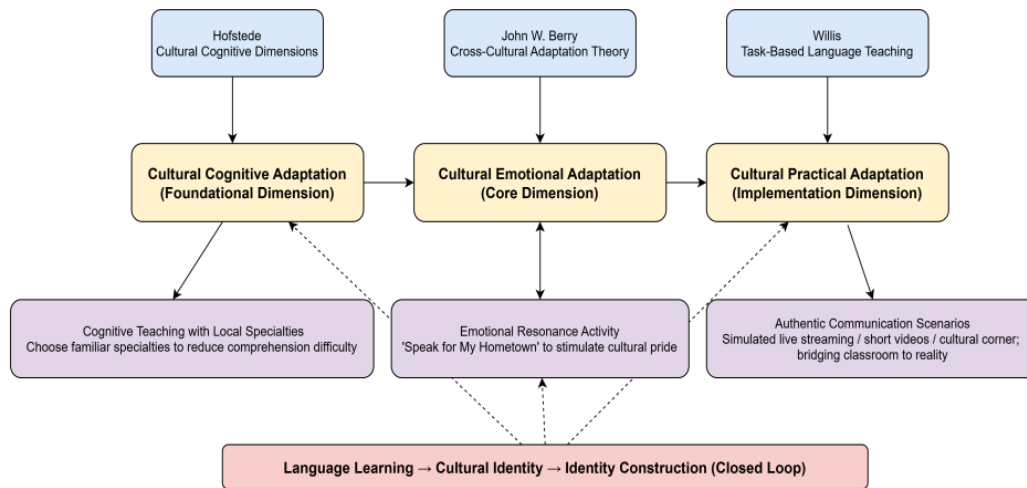 Hofstede
Cultural Cognitive Dimensions
John W. Berry
Cross-Cultural Adaptation Theory
Willis
Task-Based Language Teaching
Cultural Cognitive Adaptation
(Foundational Dimension)
Cultural Emotional Adaptation
(Core Dimension)
Cultural Practical Adaptation
(Implementation Dimension)
Cognitive Teaching with Local Specialties
Choose familiar specialties to reduce comprehension difficulty
Emotional Resonance Activity
'Speak for My Hometown' to stimulate cultural pride
Authentic Communication Scenarios
Simulated live streaming / short videos / cultural corner;
bridging classroom to reality
Language Learning → Cultural Identity → Identity Construction (Closed Loop)